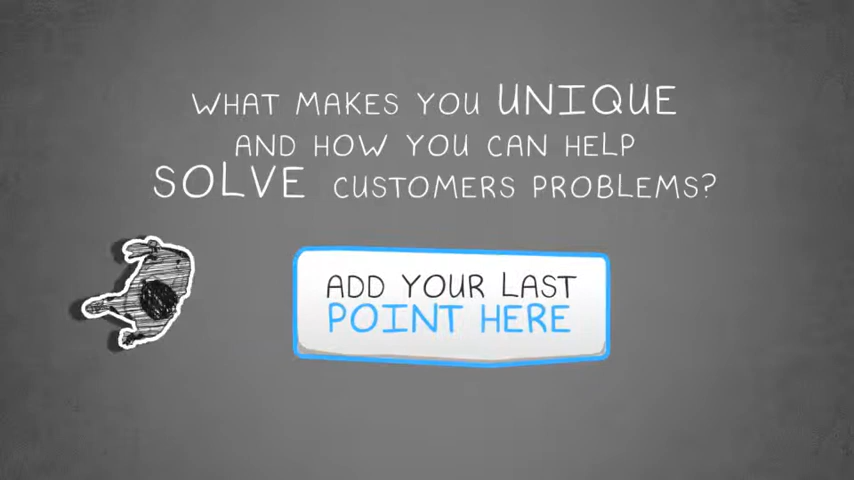 WHAT MAKES YOU UNIQUE
AND HOW YOU CAN HELP
SOLVE CUSTOMERS PROBLEMS?
ADD YOUR LAST
POINT HERE